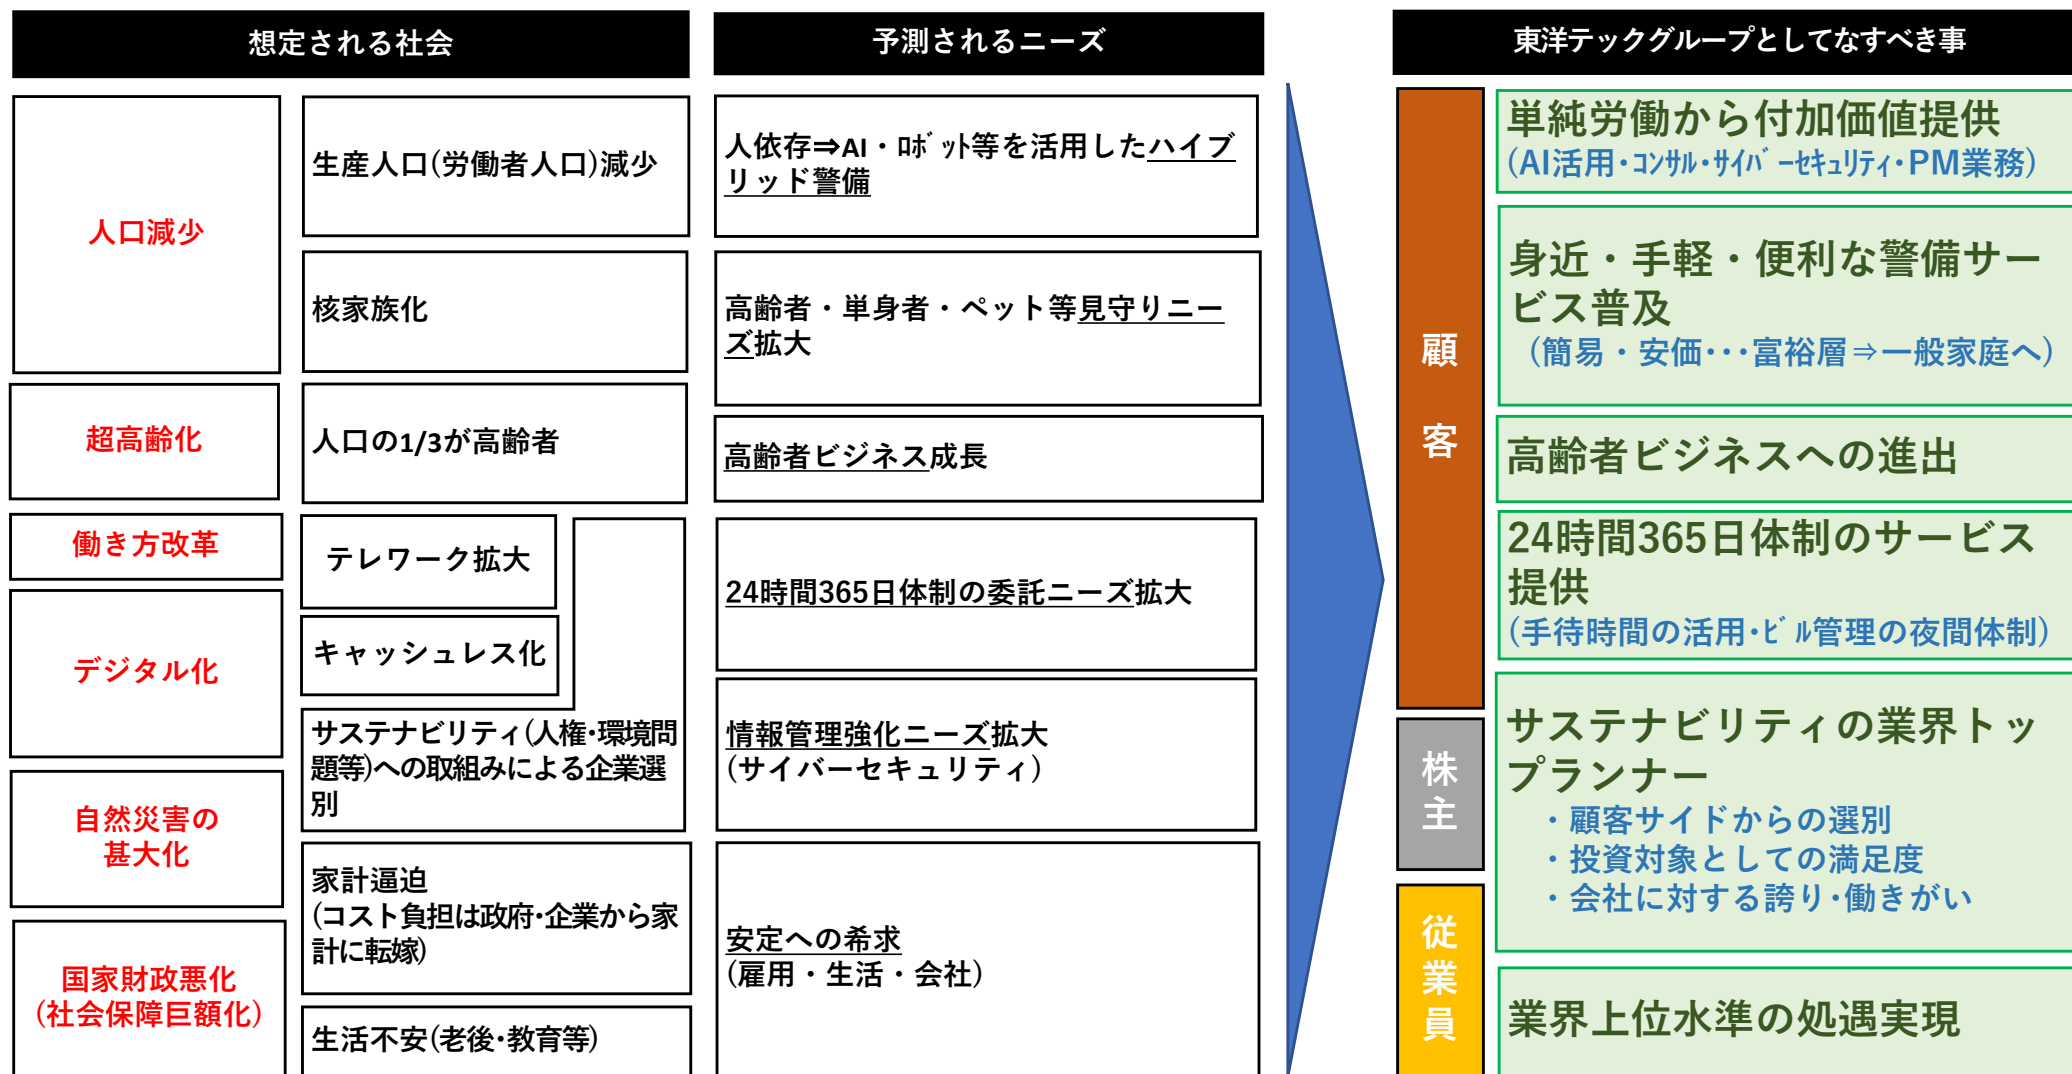 想定される社会
予測されるニーズ
東洋テックグループとしてなすべき事
人口減少
生産人口(労働者人口)減少
核家族化
超高齢化
人口の1/3が高齢者
働き方改革
テレワーク拡大
デジタル化
キャッシュレス化
サステナビリティ(人権・環境問
題等)への取組みによる企業選
別
自然災害の
甚大化
家計逼迫
(コスト負担は政府・企業から家
計に転嫁)
国家財政悪化
(社会保障巨額化)
生活不安(老後・教育等)
人依存⇒AI・ﾛﾎﾞｯﾄ等を活用したハイブ
リッド警備
高齢者・単身者・ペット等見守りニー
ズ拡大
高齢者ビジネス成長
24時間365日体制の委託ニーズ拡大
情報管理強化ニーズ拡大
(サイバーセキュリティ)
安定への希求
(雇用・生活・会社)
顧客
株主
従業員
単純労働から付加価値提供
(AI活用・ｺﾝｻﾙ・ｻｲﾊﾞｰｾｷｭﾘﾃｨ・PM業務)
身近・手軽・便利な警備サー
ビス普及
(簡易・安価･･･富裕層⇒一般家庭へ)
高齢者ビジネスへの進出
24時間365日体制のサービス
提供
(手待時間の活用・ﾋﾞﾙ管理の夜間体制)
サステナビリティの業界トッ
プランナー
・顧客サイドからの選別
・投資対象としての満足度
・会社に対する誇り・働きがい
業界上位水準の処遇実現